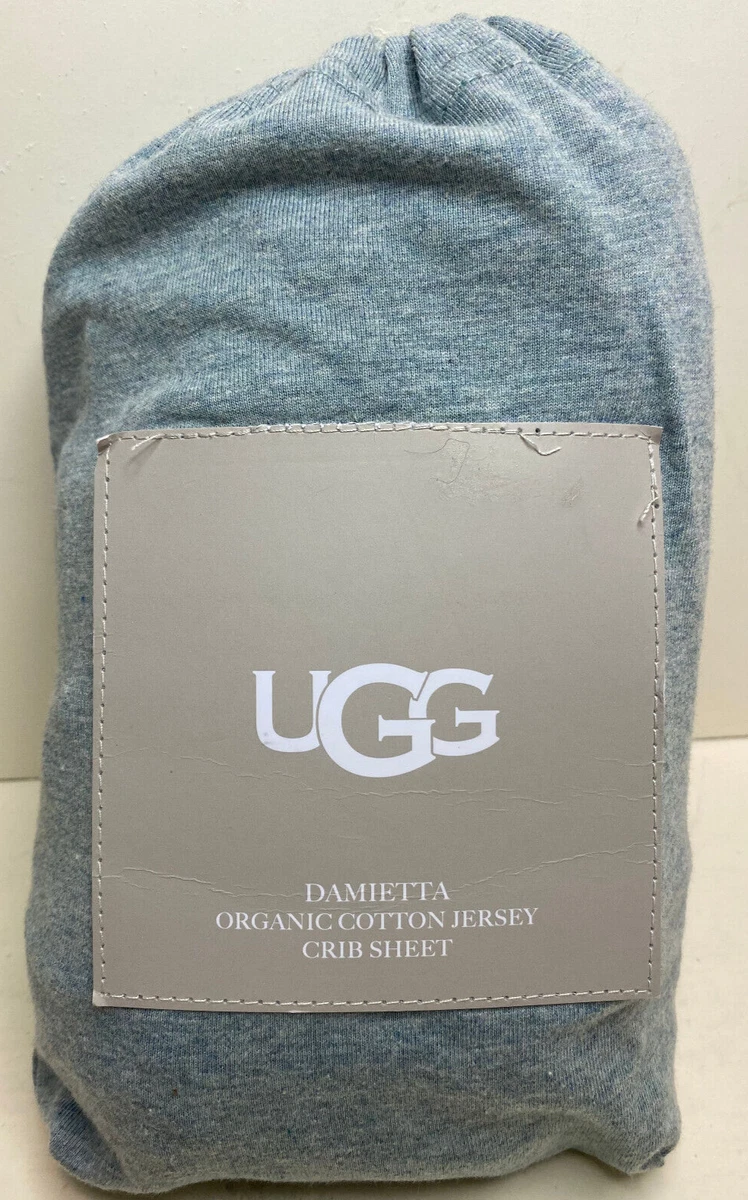 UGG
DAMIETTA
ORGANIC COTTON JERSEY
CRIB SHEET